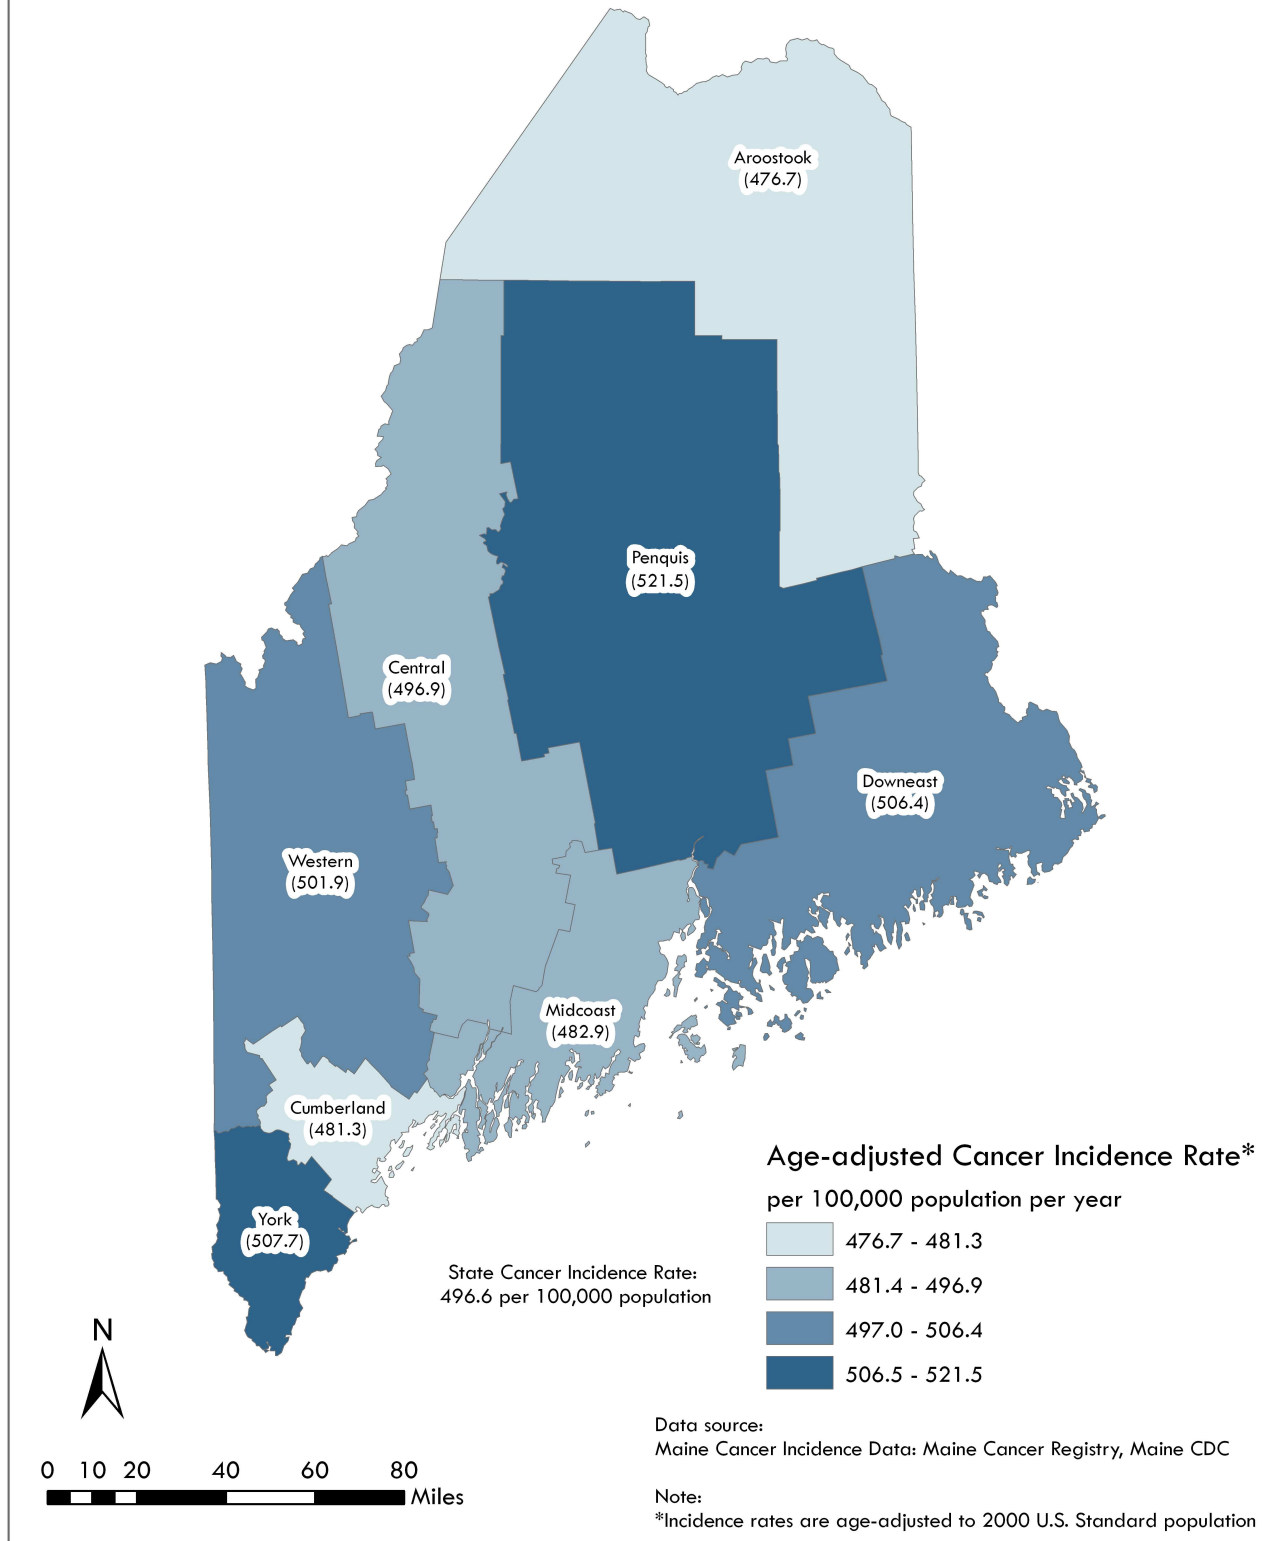 Aroostook
(476.7)
Penquis
(521.5)
Central
(496.9)
Downeast
(506.4)
Western
(501.9)
Midcoast
(482.9)
Cumberland
(481.3)
York
(507.7)
State Cancer Incidence Rate:
496.6 per 100,000 population
Age-adjusted Cancer Incidence Rate*
per 100,000 population per year
476.7 - 481.3
481.4 - 496.9
497.0 - 506.4
506.5 - 521.5
N
0 10 20 40 60 80
Miles
Data source:
Maine Cancer Incidence Data: Maine Cancer Registry, Maine CDC
Note:
*Incidence rates are age-adjusted to 2000 U.S. Standard population